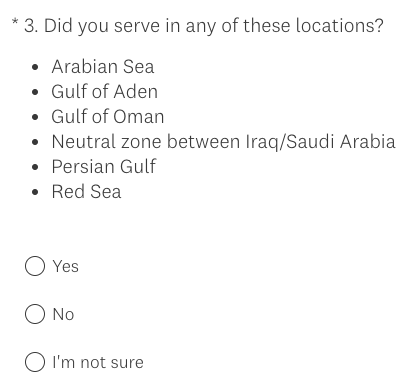 * 3. Did you serve in any of these locations?
• Arabian Sea
• Gulf of Aden
• Gulf of Oman
• Neutral zone between Iraq/Saudi Arabia
• Persian Gulf
• Red Sea
Yes
No
I'm not sure